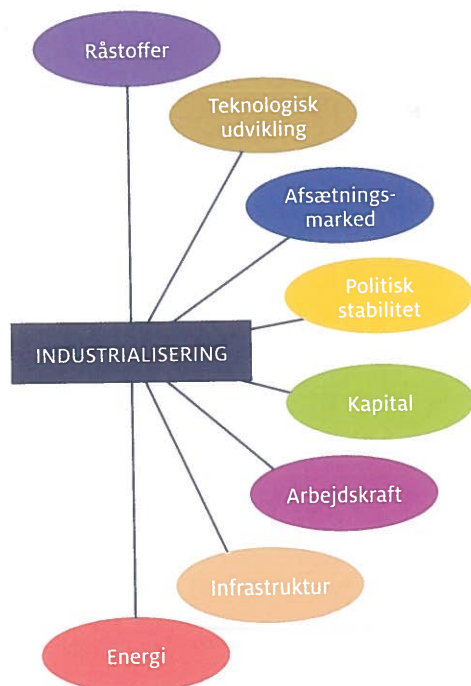 Råstoffer
Teknologisk
udvikling
Afsætnings-
marked
Politisk
stabilitet
INDUSTRIALISERING
Kapital
Arbejdskraft
Infrastruktur
Energi